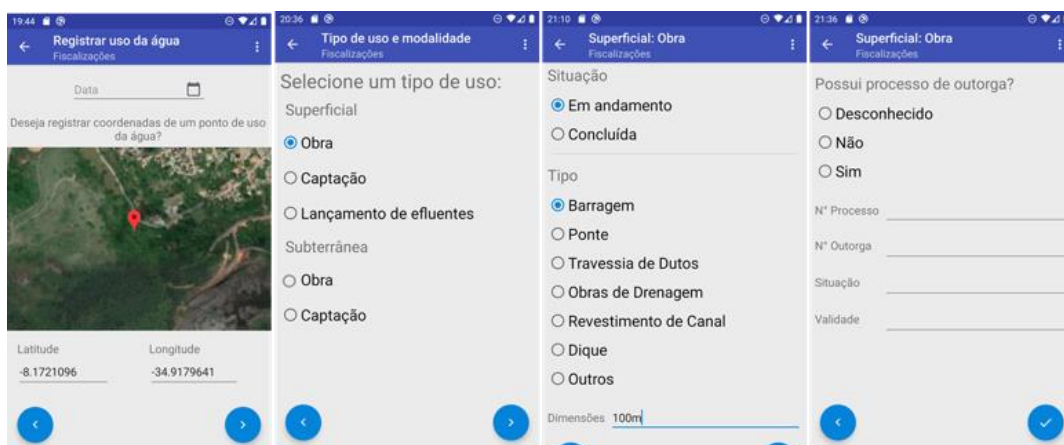 19:44
Registrar uso da água
Fiscalizações
Data
Deseja registrar coordenadas de um ponto de uso
da água?
Latitude
Longitude
-8.1721096
-34.9179641
20:36
Tipo de uso e modalidade
Fiscalizações
Selecione um tipo de uso:
Superficial
Obra
Captação
Lançamento de efluentes
Subterrânea
Obra
Captação
21:10
Superficial: Obra
Fiscalizações
Situação
Em andamento
Concluída
Tipo
Barragem
Ponte
Travessia de Dutos
Obras de Drenagem
Revestimento de Canal
Dique
Outros
Dimensões 100m
21:36
Superficial: Obra
Fiscalizações
Possui processo de outorga?
Desconhecido
Não
Sim
N° Processo
N° Outorga
Situação
Validade